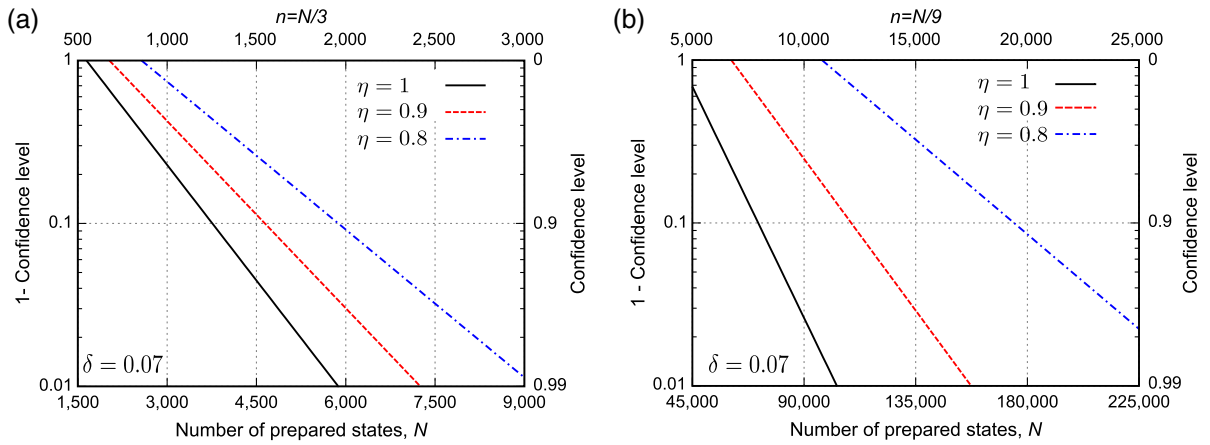 (a)
n=N/3
500 1,000 1,500 2,000 2,500 3,000
1 0
η = 1
η = 0.9
η = 0.8
0.1 0.9
1- Confidence level
Confidence level
δ = 0.07
0.01 0.99
1,500 3,000 4,500 6,000 7,500 9,000
Number of prepared states, N
(b)
n=N/9
5,000 10,000 15,000 20,000 25,000
1 0
η = 1
η = 0.9
η = 0.8
0.1 0.9
1 - Confidence level
Confidence level
δ = 0.07
0.01 0.99
45,000 90,000 135,000 180,000 225,000
Number of prepared states, N